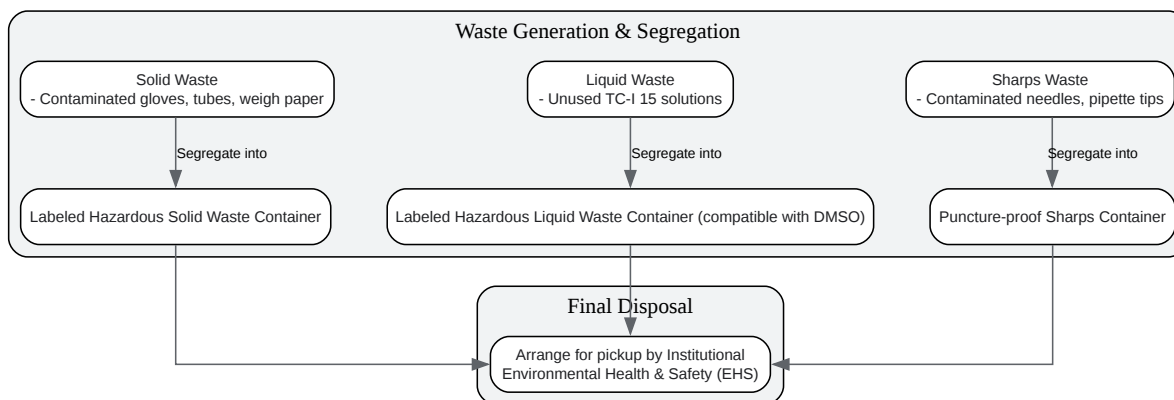 Waste Generation & Segregation
Solid Waste
- Contaminated gloves, tubes, weigh paper
Liquid Waste
- Unused TC-I 15 solutions
Sharps Waste
- Contaminated needles, pipette tips
Segregate into
Segregate into
Segregate into
Labeled Hazardous Solid Waste Container
Labeled Hazardous Liquid Waste Container (compatible with DMSO)
Puncture-proof Sharps Container
Final Disposal
Arrange for pickup by Institutional
Environmental Health & Safety (EHS)